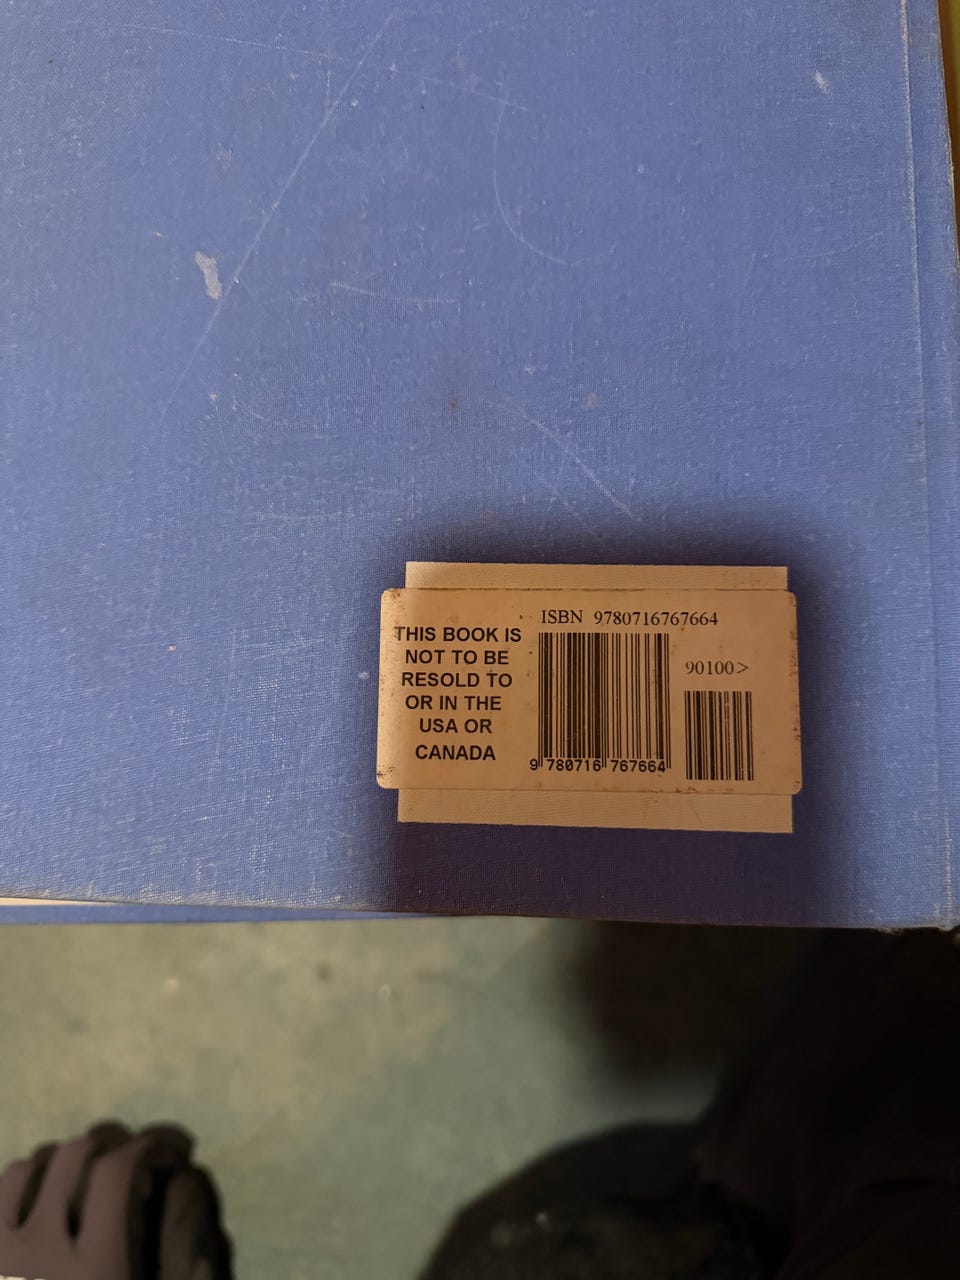 THIS BOOK IS
NOT TO BE
RESOLD TO
OR IN THE
USA OR
CANADA
ISBN 9780716767664
90100>
9 780716 767664